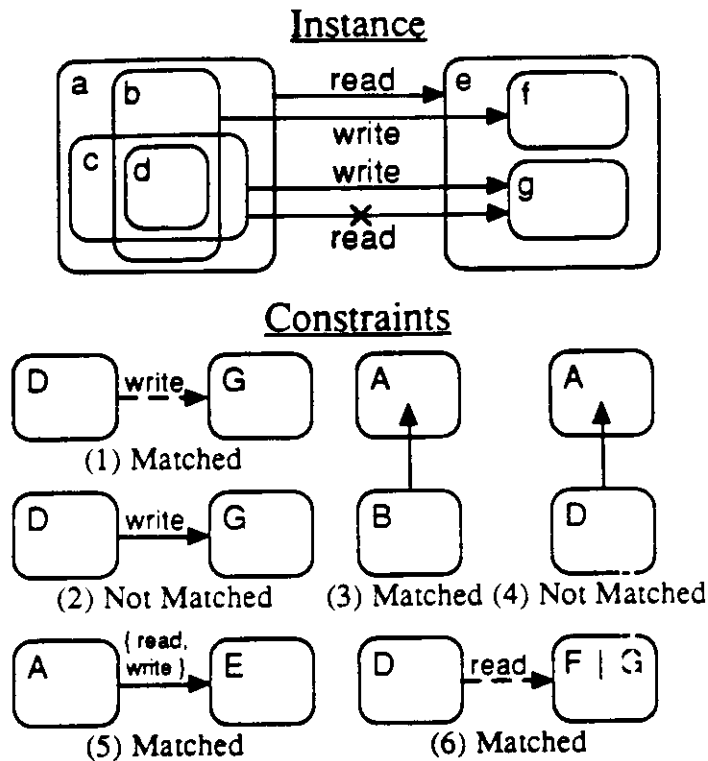 Instance
a
b
c
d
read
write
write
read
e
f
g
Constraints
D
write
G
(1) Matched
A
B
(3) Matched
A
D
(4) Not Matched
D
write
G
(2) Not Matched
A
{ read,
write }
E
(5) Matched
D
read
F | G
(6) Matched